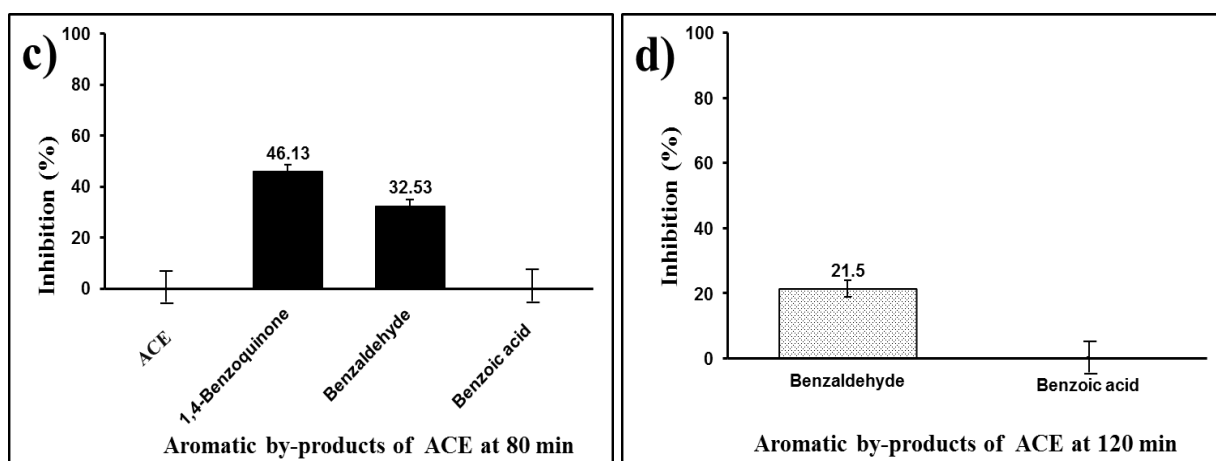 c)
Inhibition (%)
100
80
60
40
20
0
46.13
32.53
ACE
1,4-Benzoquinone
Benzaldehyde
Benzoic acid
Aromatic by-products of ACE at 80 min
d)
Inhibition (%)
100
80
60
40
20
0
21.5
Benzaldehyde Benzoic acid
Aromatic by-products of ACE at 120 min